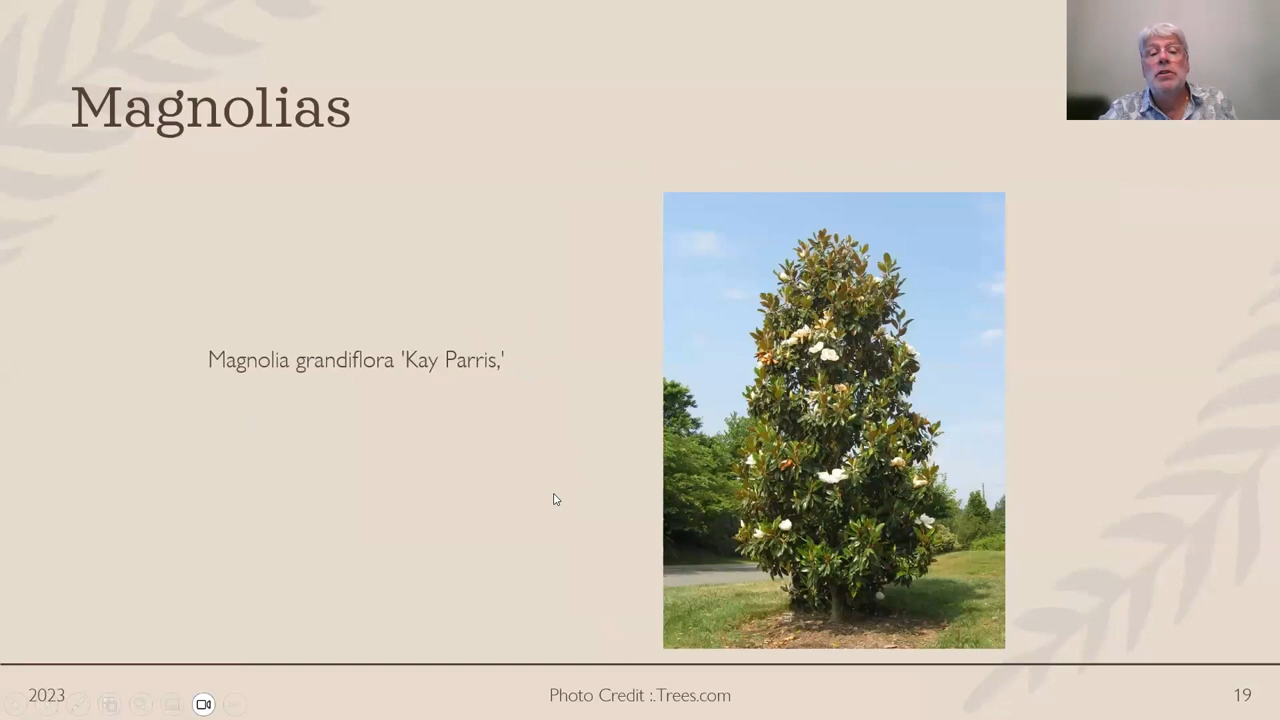 Magnolias
Magnolia grandiflora 'Kay Parris,'
2023
Photo Credit :.Trees.com
19